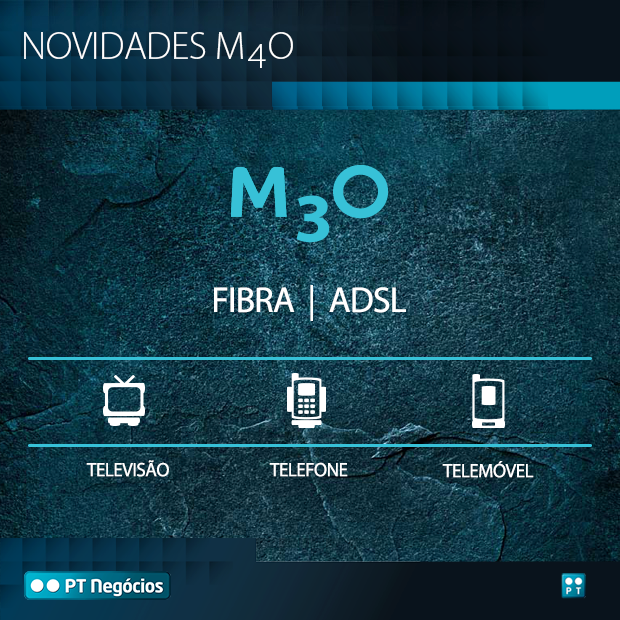 NOVIDADES M4O
M3O
FIBRA | ADSL
TELEVISÃO
TELEFONE
TELEMÓVEL
PT Negócios
PT